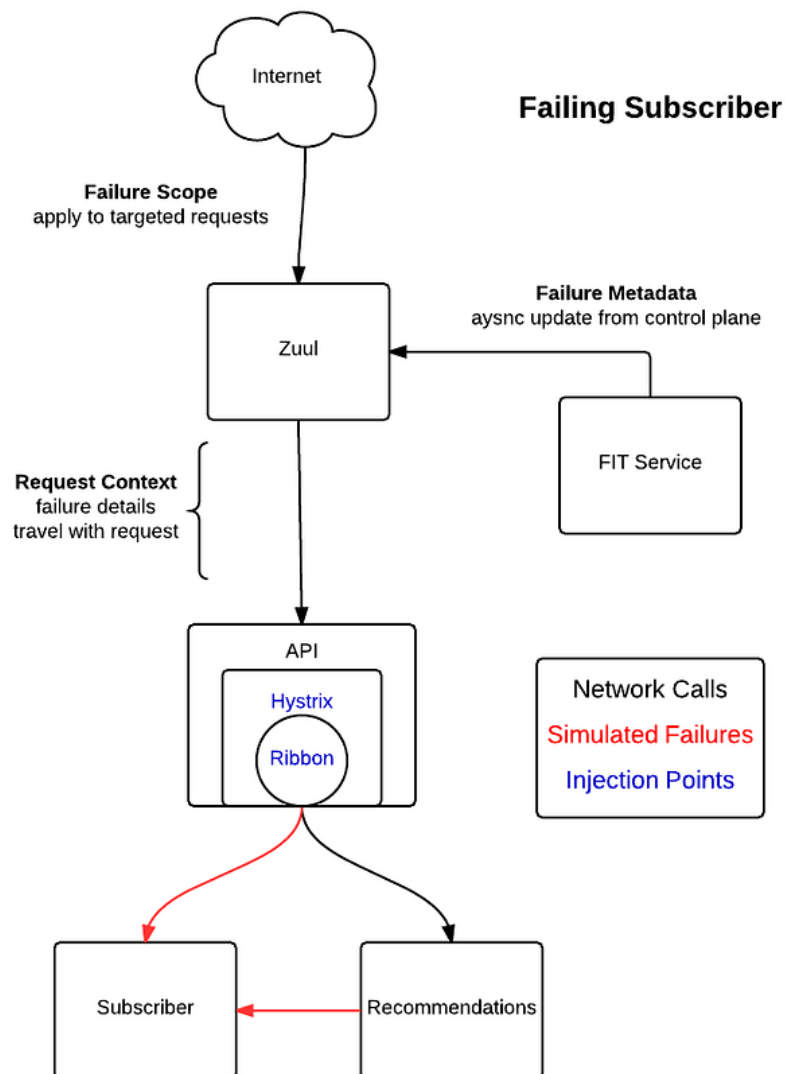 Internet
Failing Subscriber
Failure Scope
apply to targeted requests
Failure Metadata
aysnc update from control plane
Zuul
FIT Service
Request Context
failure details
travel with request
API
Hystrix
Ribbon
Network Calls
Simulated Failures
Injection Points
Subscriber
Recommendations